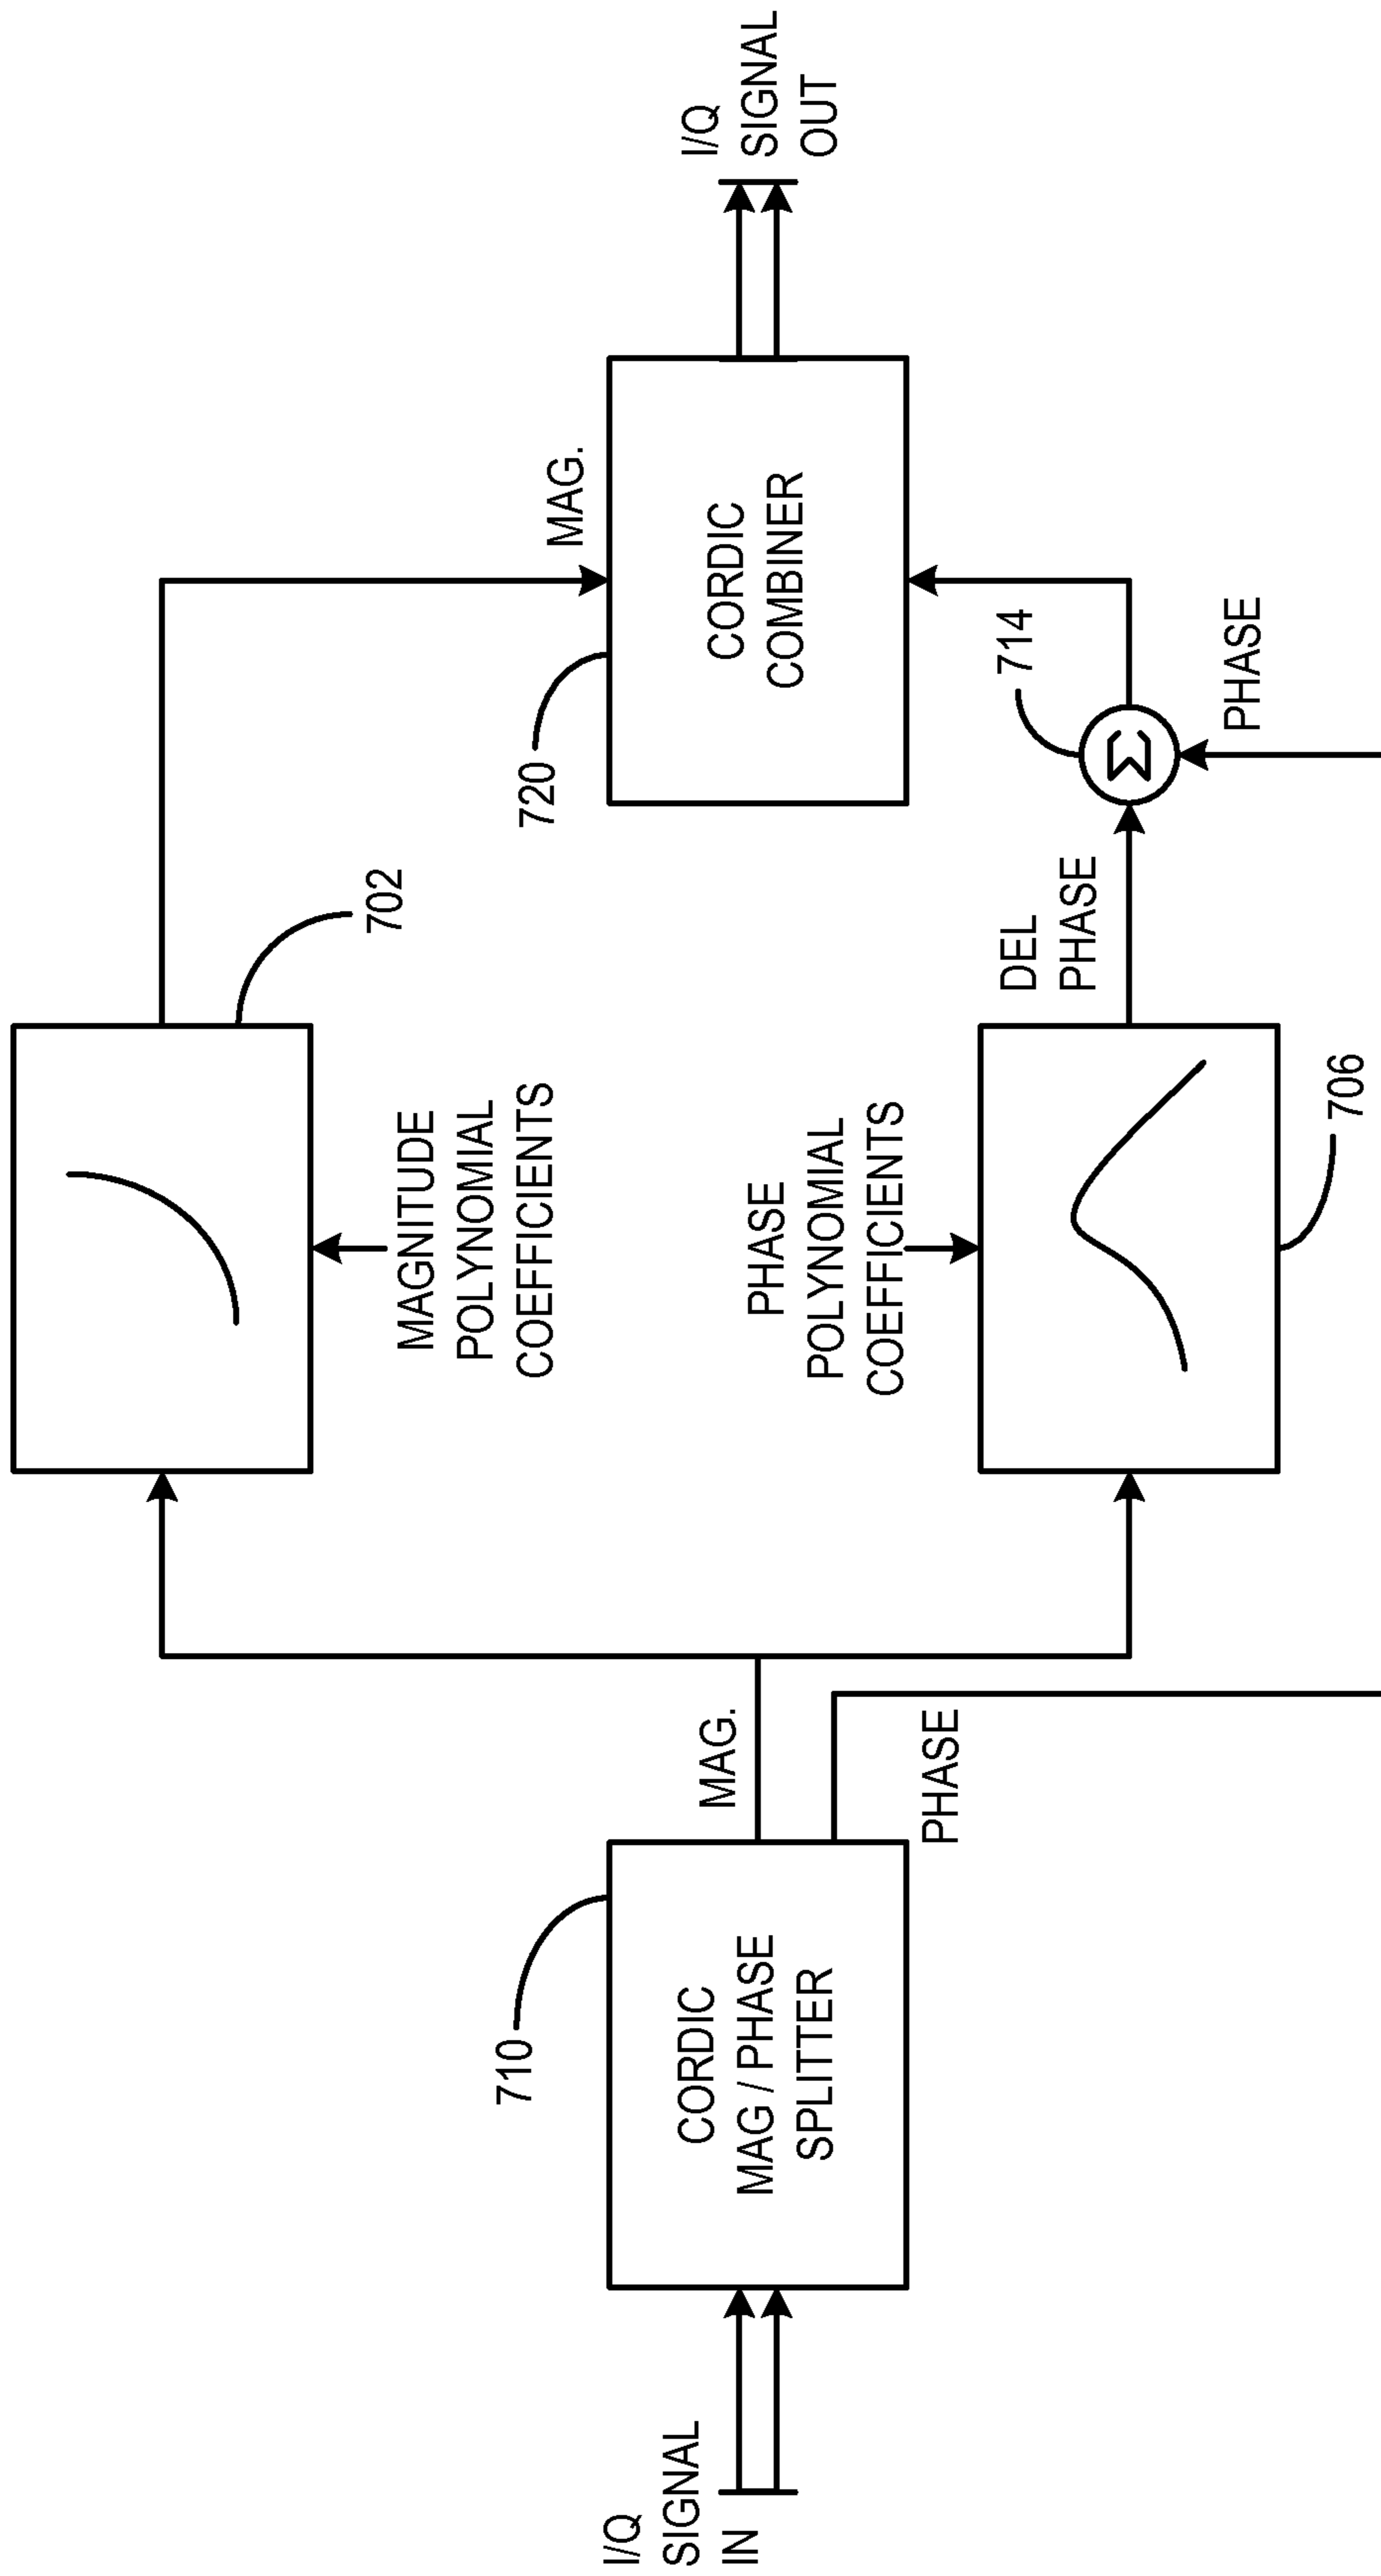 I/Q
SIGNAL
IN
710
CORDIC
MAG / PHASE
SPLITTER
MAG.
PHASE
702
MAGNITUDE
POLYNOMIAL
COEFFICIENTS
PHASE
POLYNOMIAL
COEFFICIENTS
706
DEL
PHASE
Σ
714
PHASE
MAG.
720
CORDIC
COMBINER
I/Q
SIGNAL
OUT